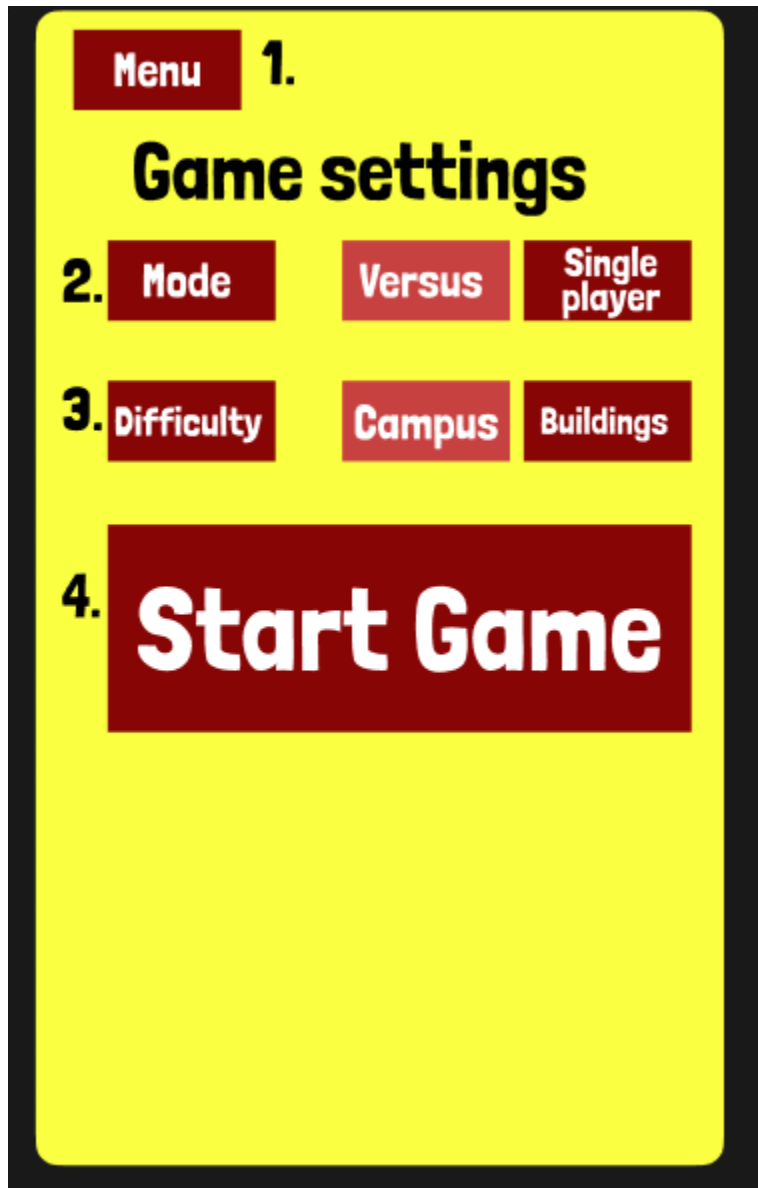 Menu 1.
Game settings
2. Mode Versus Single
player
3. Difficulty Campus Buildings
4. Start Game